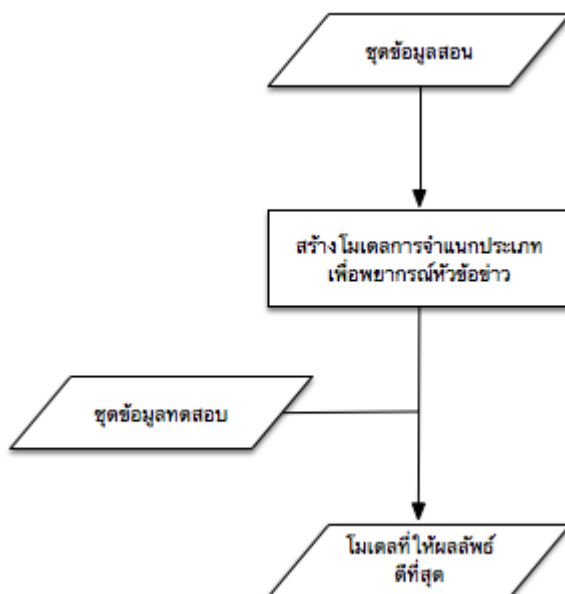 ชุดข้อมูลสอน
สร้างโมเดลการจำแนกประเภท
เพื่อพยากรณ์หัวข้อข่าว
ชุดข้อมูลทดสอบ
โมเดลที่ให้ผลลัพธ์
ดีที่สุด